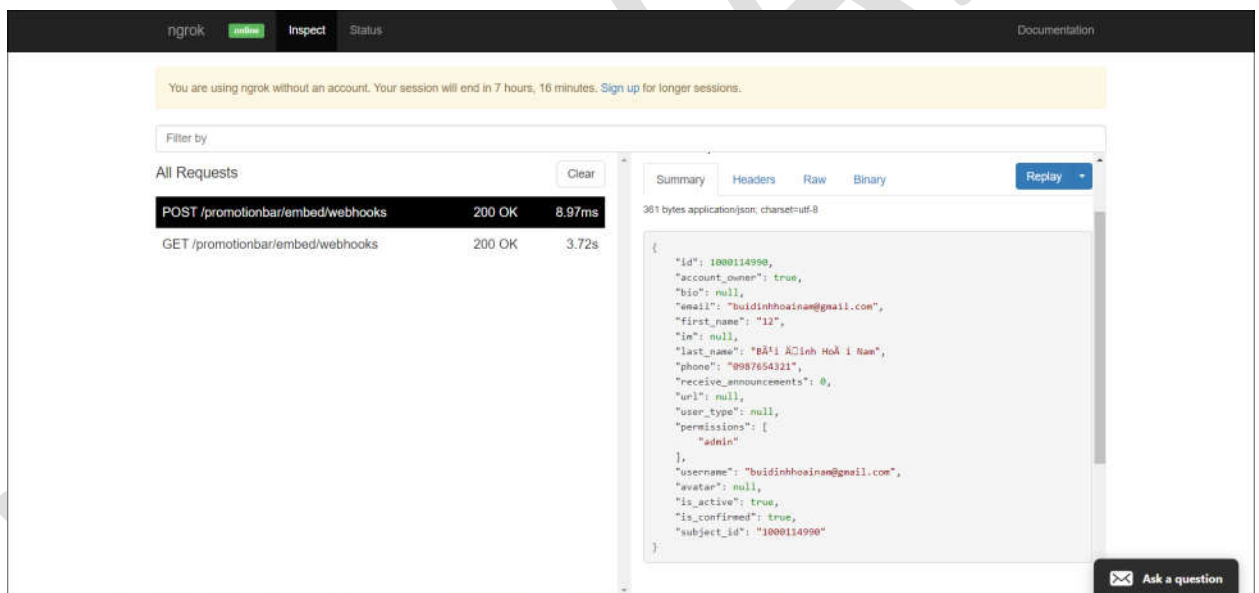 ngrok online Inspect Status Documentation
You are using ngrok without an account. Your session will end in 7 hours, 16 minutes. Sign up for longer sessions.
Filter by
All Requests Clear
POST /promotionbar/embed/webhooks 200 OK 8.97ms
GET /promotionbar/embed/webhooks 200 OK 3.72s
Summary Headers Raw Binary Replay
361 bytes application/json; charset=utf-8
{
"id": 1000114990,
"account_owner": true,
"bio": null,
"email": "buidinhhoainam@gmail.com",
"first_name": "12",
"im": null,
"last_name": "BÃ¹i Ä□inh HoÃ i Nam",
"phone": "0987654321",
"receive_announcements": 0,
"url": null,
"user_type": null,
"permissions": [
"admin"
],
"username": "buidinhhoainam@gmail.com",
"avatar": null,
"is_active": true,
"is_confirmed": true,
"subject_id": "1000114990"
}
Ask a question